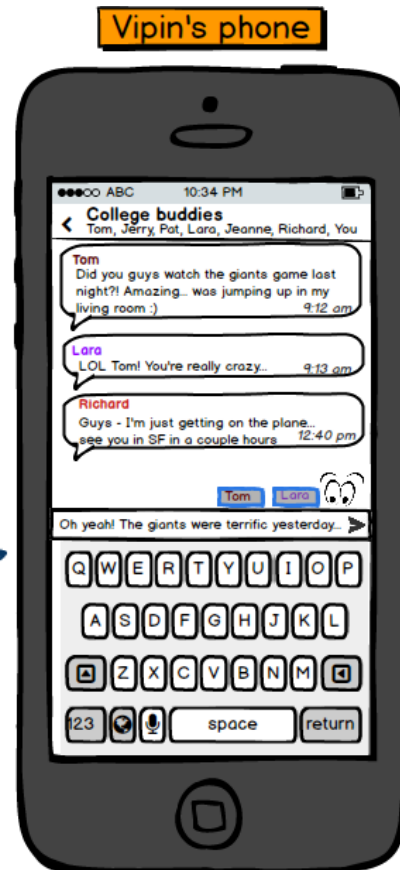 Vipin's phone
ABC 10:34 PM
College buddies
Tom, Jerry, Pat, Lara, Jeanne, Richard, You
Tom
Did you guys watch the giants game last
night?! Amazing... was jumping up in my
living room :)
9:12 am
Lara
LOL Tom! You're really crazy...
9:13 am
Richard
Guys - I'm just getting on the plane...
see you in SF in a couple hours
12:40 pm
Tom Lara
Oh yeah! The giants were terrific yesterday...
Q W E R T Y U I O P
A S D F G H J K L
Z X C V B N M
123 space return